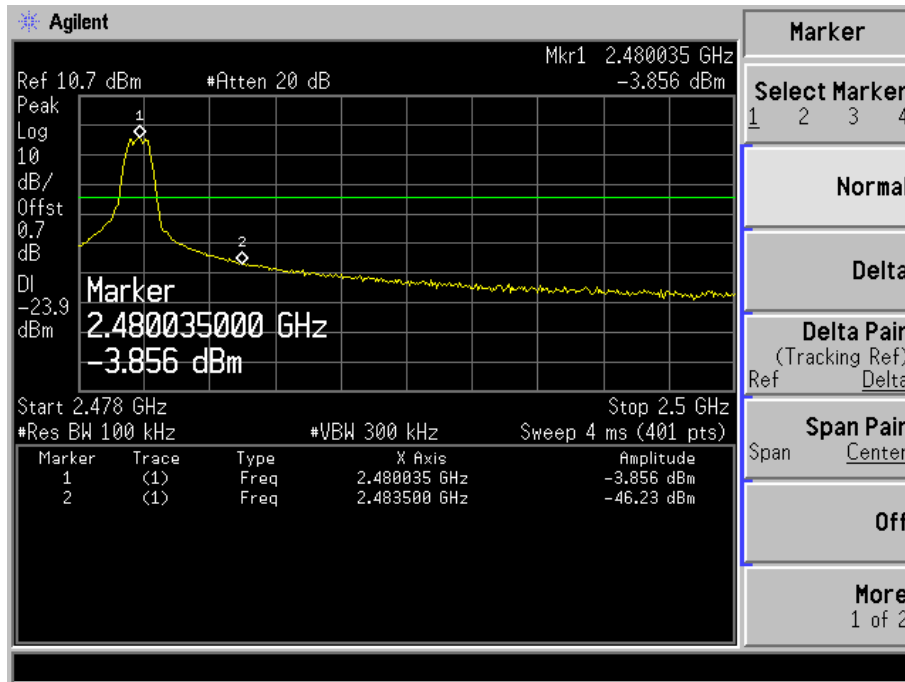 Agilent
Marker
Mkr1 2.480035 GHz
Ref 10.7 dBm #Atten 20 dB -3.856 dBm
Peak
Log
10
dB/
Offst
0.7
dB
DI
-23.9
dBm
1
2
Marker
2.480035000 GHz
-3.856 dBm
Start 2.478 GHz Stop 2.5 GHz
#Res BW 100 kHz #VBW 300 kHz Sweep 4 ms (401 pts)
Marker Trace Type X Axis Amplitude
1 (1) Freq 2.480035 GHz -3.856 dBm
2 (1) Freq 2.483500 GHz -46.23 dBm
Select Marker
1 2 3 4
Normal
Delta
Delta Pair
(Tracking Ref)
Ref Delta
Span Pair
Span Center
Off
More
1 of 2